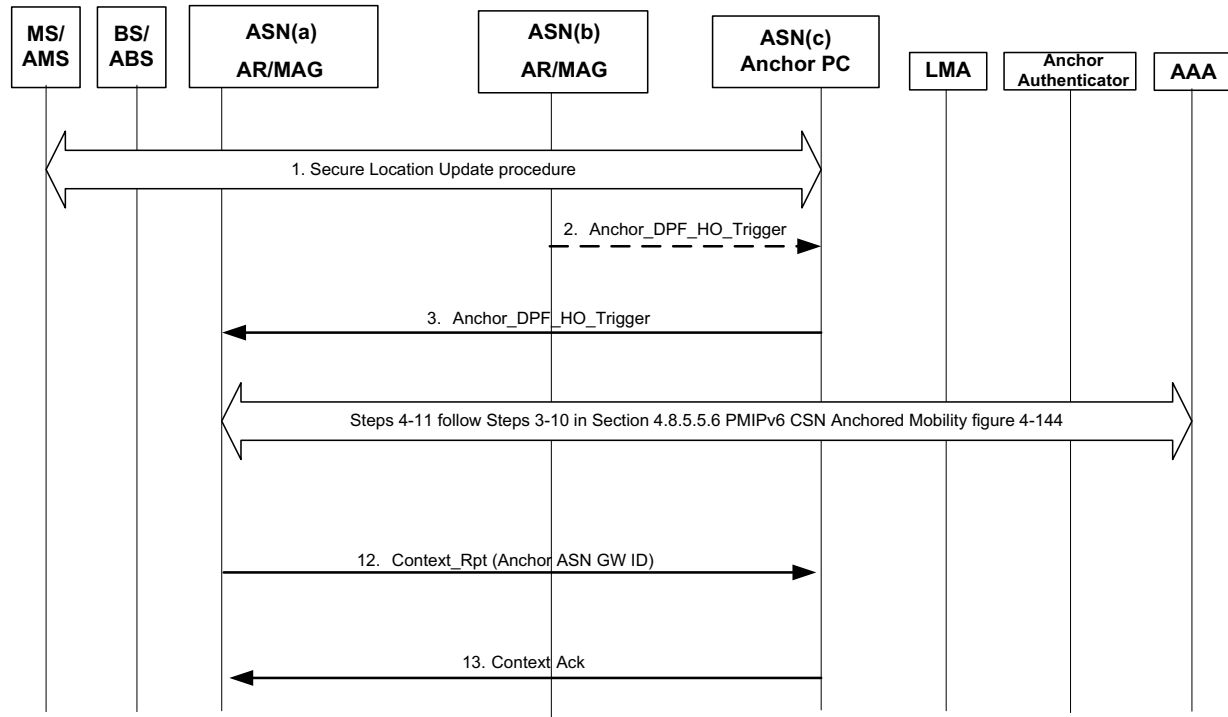 MS/
AMS
BS/
ABS
ASN(a)
AR/MAG
ASN(b)
AR/MAG
ASN(c)
Anchor PC
LMA
Anchor
Authenticator
AAA
1. Secure Location Update procedure
2. Anchor_DPF_HO_Trigger
3. Anchor_DPF_HO_Trigger
Steps 4-11 follow Steps 3-10 in Section 4.8.5.5.6 PMIPv6 CSN Anchored Mobility figure 4-144
12. Context_Rpt (Anchor ASN GW ID)
13. Context Ack